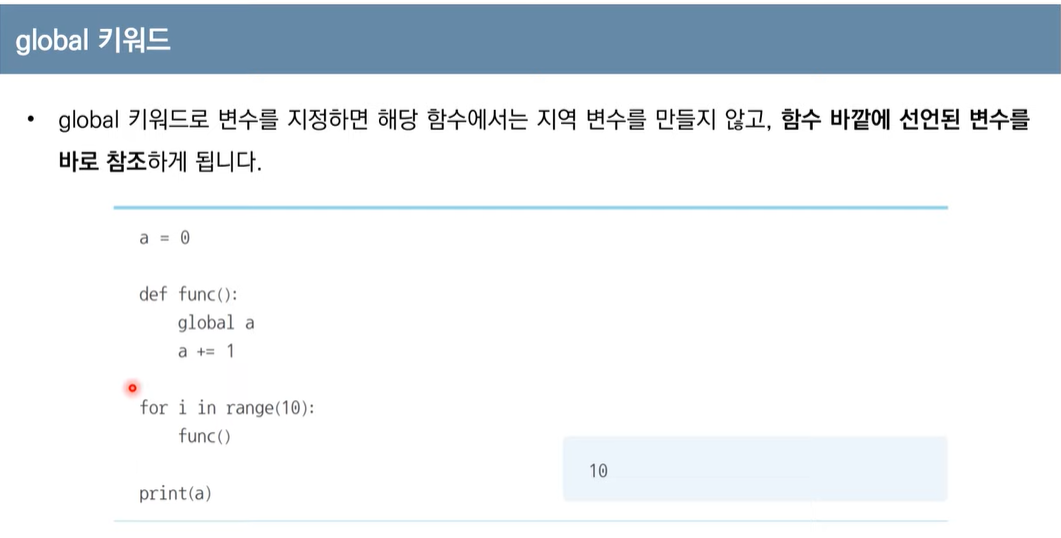 global 키워드
• global 키워드로 변수를 지정하면 해당 함수에서는 지역 변수를 만들지 않고, 함수 바깥에 선언된 변수를
바로 참조하게 됩니다.
a = 0
def func():
    global a
    a += 1
for i in range(10):
    func()
print(a)
10